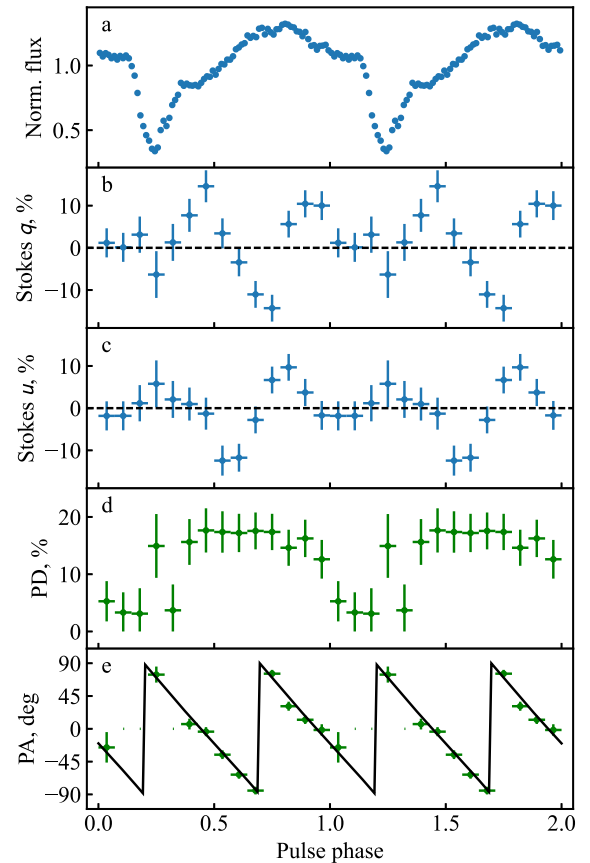 a
Norm. flux
1.0
0.5
b
Stokes q, %
10
0
−10
c
Stokes u, %
10
0
−10
d
PD, %
20
10
0
e
PA, deg
90
45
0
−45
−90
0.0 0.5 1.0 1.5 2.0
Pulse phase